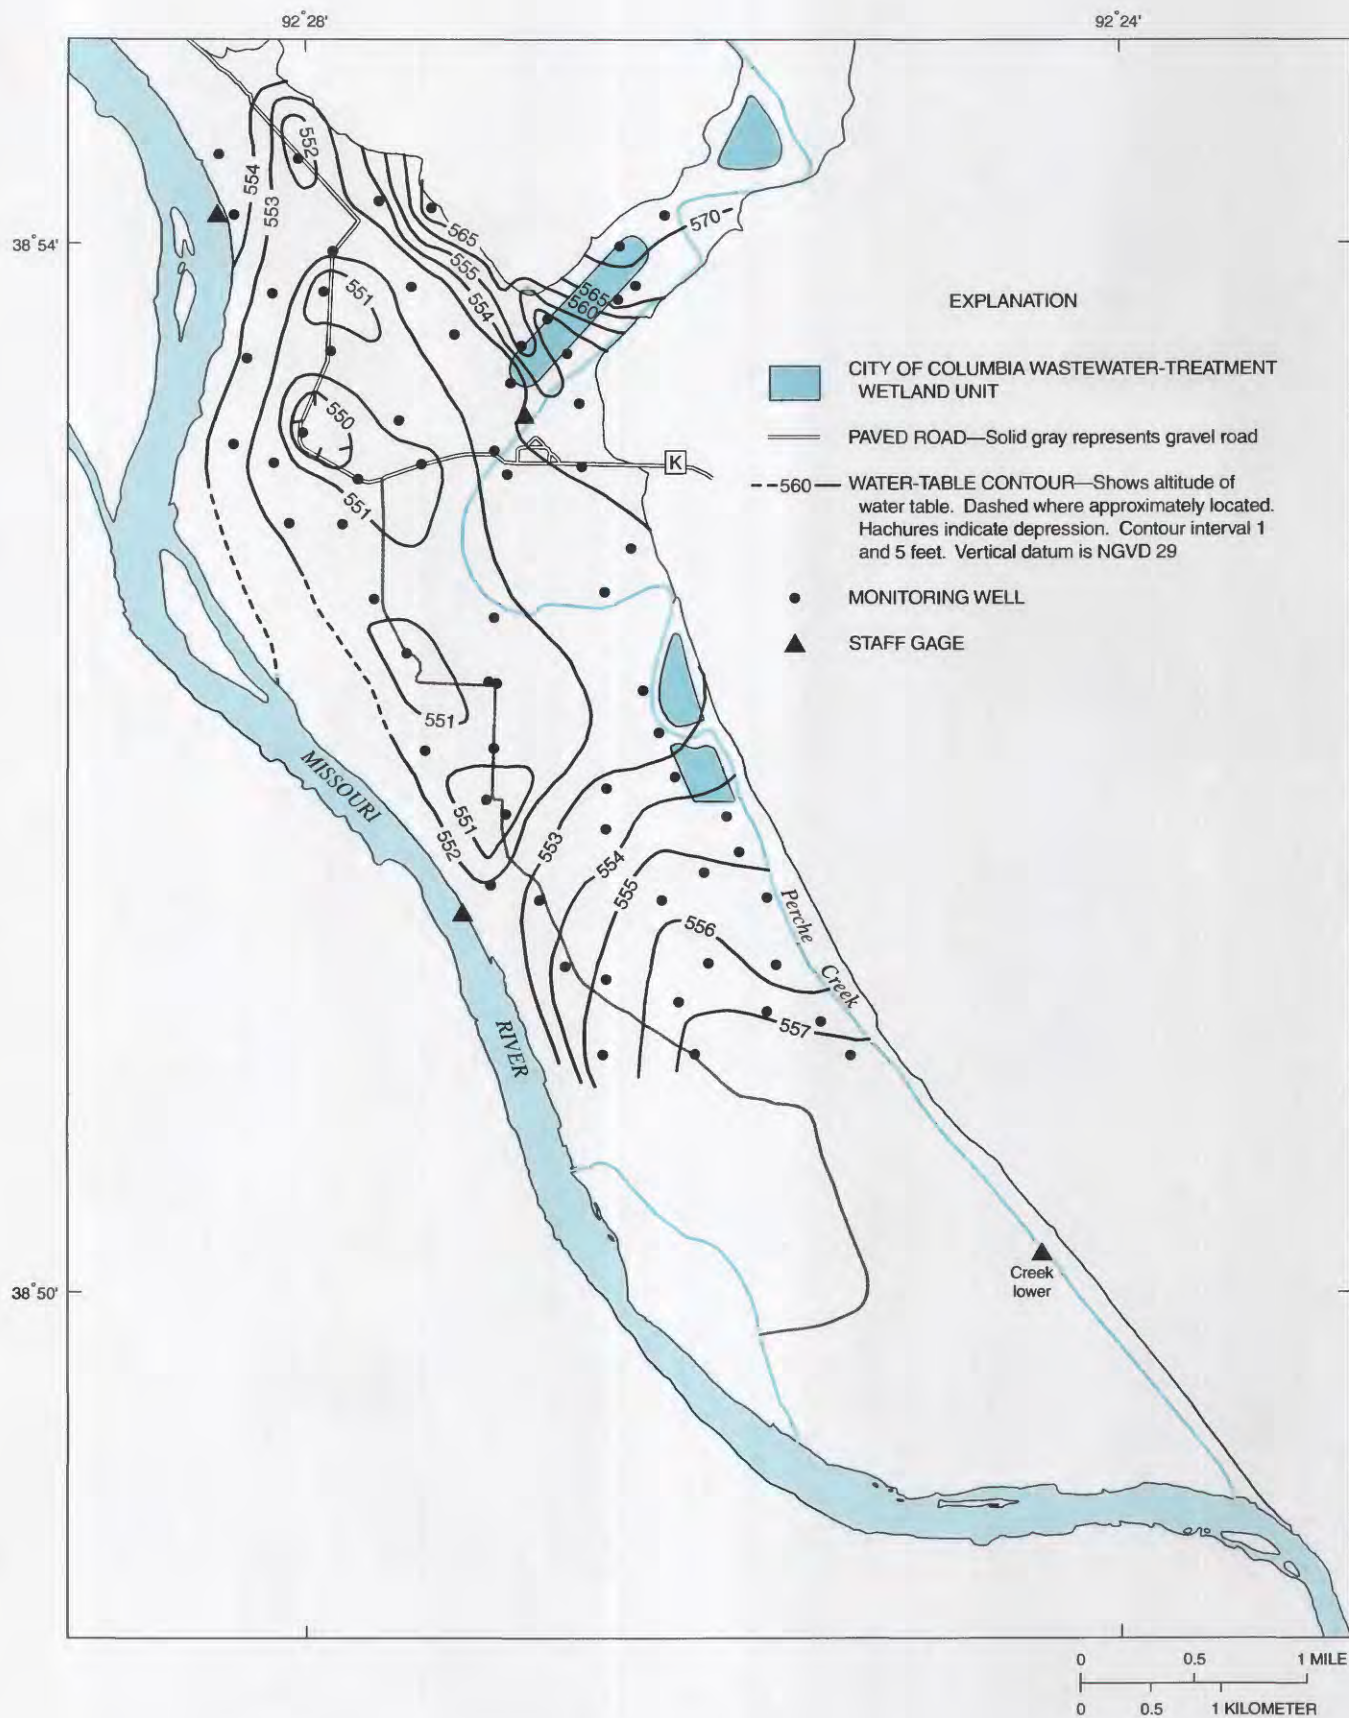 92°28'
92°24'
552
554
553
38°54'
565
555
554
570
565
560
551
550
551
K
EXPLANATION
CITY OF COLUMBIA WASTEWATER-TREATMENT
WETLAND UNIT
PAVED ROAD—Solid gray represents gravel road
560
WATER-TABLE CONTOUR—Shows altitude of
water table. Dashed where approximately located.
Hachures indicate depression. Contour interval 1
and 5 feet. Vertical datum is NGVD 29
MONITORING WELL
STAFF GAGE
551
MISSOURI
551
552
553
554
555
556
557
Perche
Creek
RIVER
38°50'
Creek
lower
0 0.5 1 MILE
0 0.5 1 KILOMETER